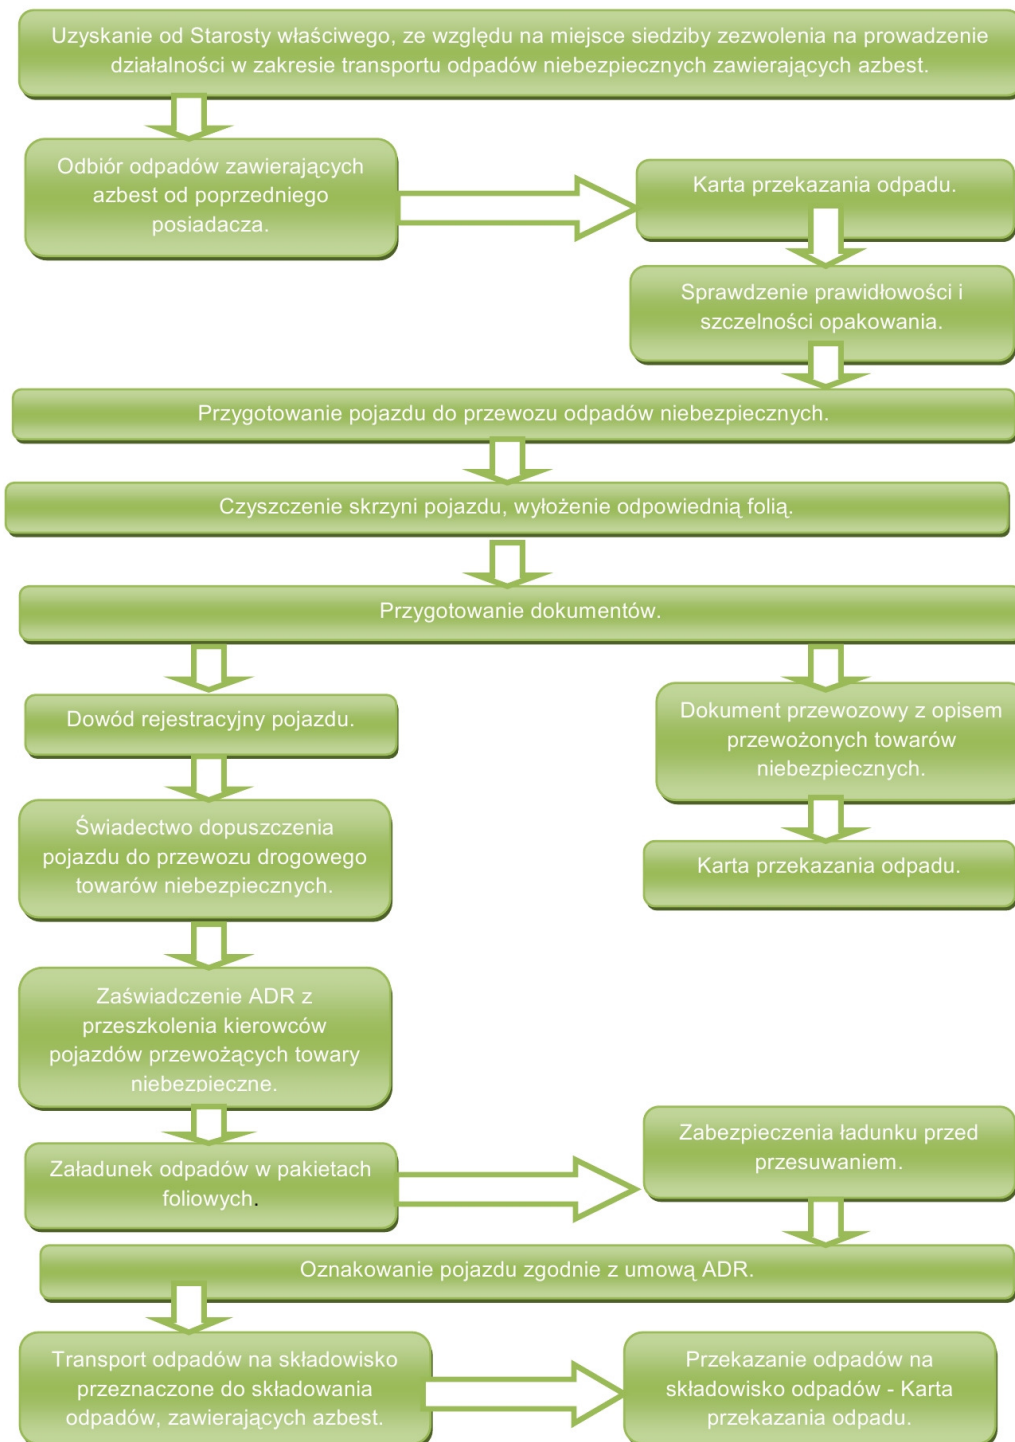 Uzyskanie od Starosty właściwego, ze względu na miejsce siedziby zezwolenia na prowadzenie
działalności w zakresie transportu odpadów niebezpiecznych zawierających azbest.
Odbiór odpadów zawierających
azbest od poprzedniego
posiadacza.
Karta przekazania odpadu.
Sprawdzenie prawidłowości i
szczelności opakowania.
Przygotowanie pojazdu do przewozu odpadów niebezpiecznych.
Czyszczenie skrzyni pojazdu, wyłożenie odpowiednią folią.
Przygotowanie dokumentów.
Dowód rejestracyjny pojazdu.
Świadectwo dopuszczenia
pojazdu do przewozu drogowego
towarów niebezpiecznych.
Zaświadczenie ADR z
przeszkolenia kierowców
pojazdów przewożących towary
niebezpieczne.
Dokument przewozowy z opisem
przewożonych towarów
niebezpiecznych.
Karta przekazania odpadu.
Załadunek odpadów w pakietach
foliowych.
Zabezpieczenia ładunku przed
przesuwaniem.
Oznakowanie pojazdu zgodnie z umową ADR.
Transport odpadów na składowisko
przeznaczone do składowania
odpadów, zawierających azbest.
Przekazanie odpadów na
składowisko odpadów - Karta
przekazania odpadu.